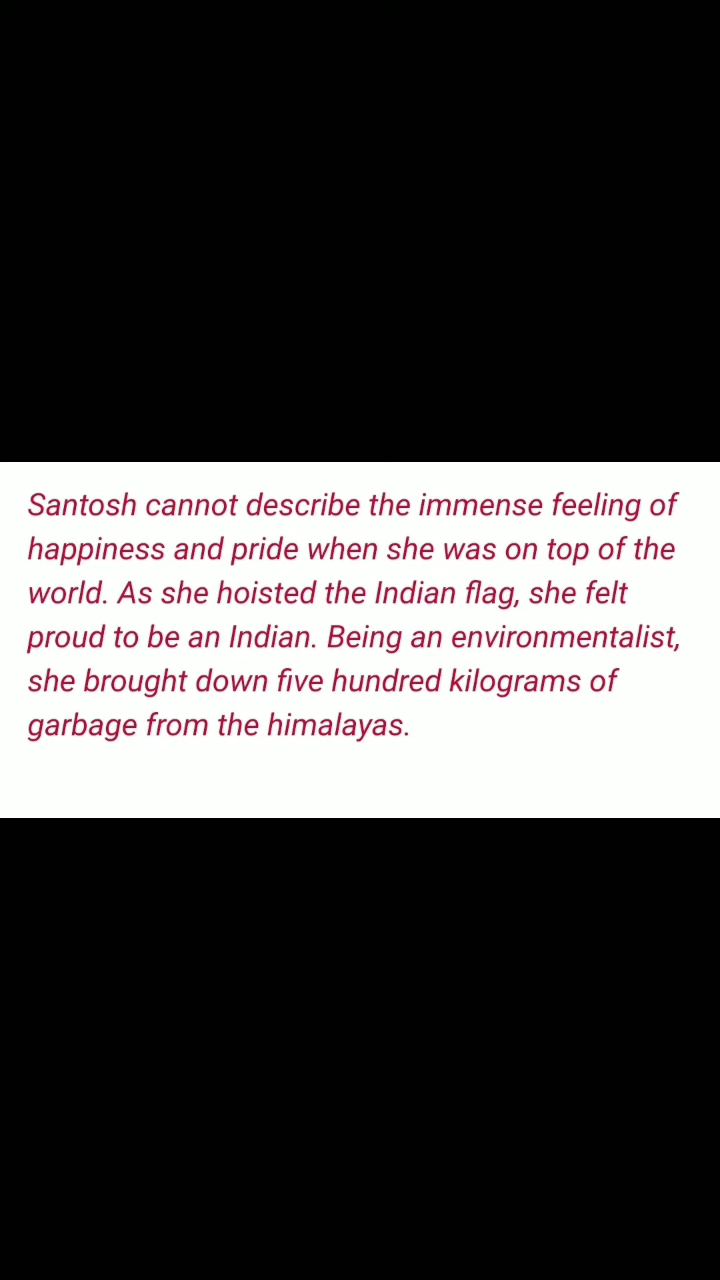 Santosh cannot describe the immense feeling of
happiness and pride when she was on top of the
world. As she hoisted the Indian flag, she felt
proud to be an Indian. Being an environmentalist,
she brought down five hundred kilograms of
garbage from the himalayas.